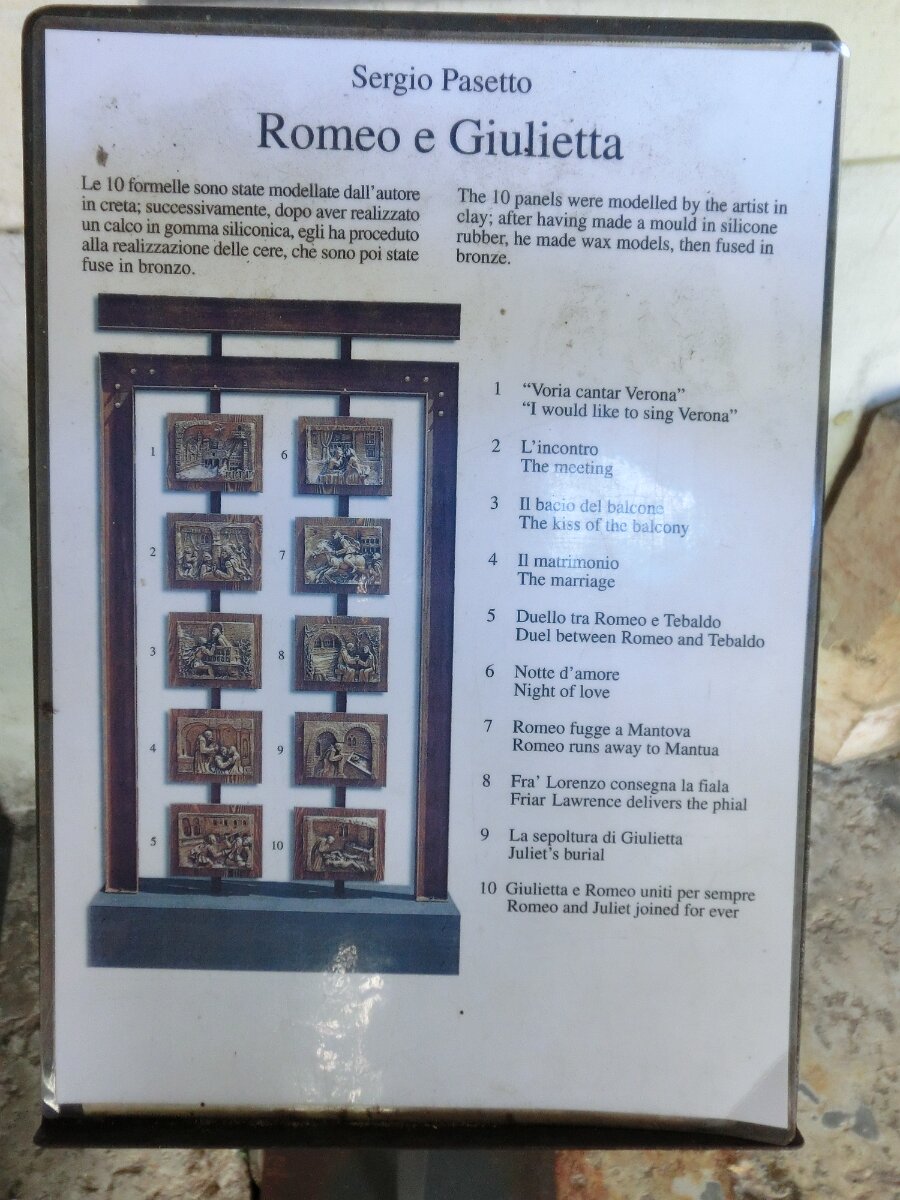 Sergio Pasetto
Romeo e Giulietta
Le 10 formelle sono state modellate dall'autore
in creta; successivamente, dopo aver realizzato
un calco in gomma siliconica, egli ha proceduto
alla realizzazione delle cere, che sono poi state
fuse in bronzo.
The 10 panels were modelled by the artist in
clay; after having made a mould in silicone
rubber, he made wax models, then fused in
bronze.
1
2
3
4
5
6
7
8
9
10
1 “Voria cantar Verona”
“I would like to sing Verona”
2 L'incontro
The meeting
3 Il bacio del balcone
The kiss of the balcony
4 Il matrimonio
The marriage
5 Duello tra Romeo e Tebaldo
Duel between Romeo and Tebaldo
6 Notte d'amore
Night of love
7 Romeo fugge a Mantova
Romeo runs away to Mantua
8 Fra' Lorenzo consegna la fiala
Friar Lawrence delivers the phial
9 La sepoltura di Giulietta
Juliet's burial
10 Giulietta e Romeo uniti per sempre
Romeo and Juliet joined for ever